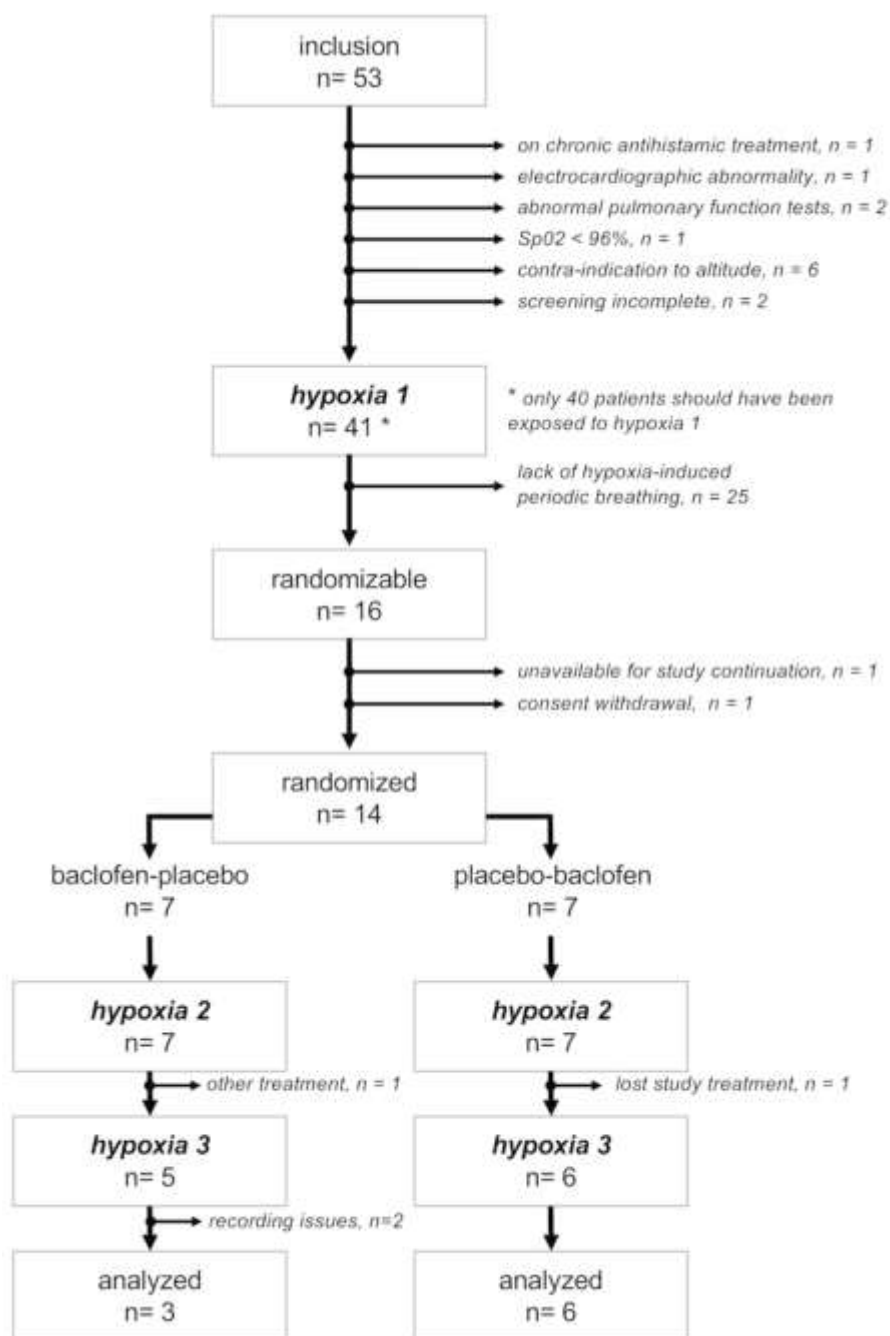 inclusion
n= 53
on chronic antihistamic treatment, n = 1
electrocardiographic abnormality, n = 1
abnormal pulmonary function tests, n = 2
Sp02 < 96%, n = 1
contra-indication to altitude, n = 6
screening incomplete, n = 2
hypoxia 1
n= 41 *
* only 40 patients should have been
exposed to hypoxia 1
lack of hypoxia-induced
periodic breathing, n = 25
randomizable
n= 16
unavailable for study continuation, n = 1
consent withdrawal, n = 1
randomized
n= 14
baclofen-placebo
n= 7
placebo-baclofen
n= 7
hypoxia 2
n= 7
hypoxia 2
n= 7
other treatment, n = 1
lost study treatment, n = 1
hypoxia 3
n= 5
hypoxia 3
n= 6
recording issues, n=2
analyzed
n= 3
analyzed
n= 6